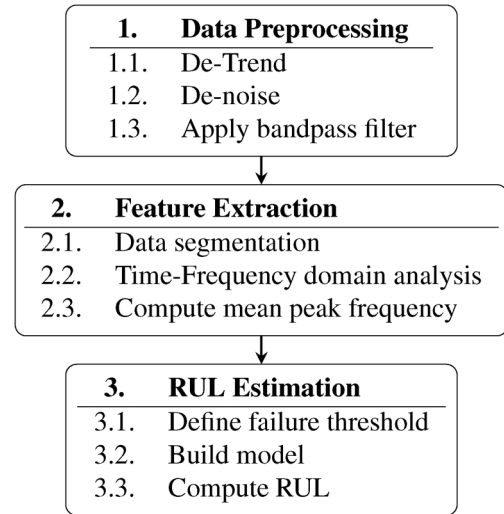 1. Data Preprocessing
1.1. De-Trend
1.2. De-noise
1.3. Apply bandpass filter
2. Feature Extraction
2.1. Data segmentation
2.2. Time-Frequency domain analysis
2.3. Compute mean peak frequency
3. RUL Estimation
3.1. Define failure threshold
3.2. Build model
3.3. Compute RUL